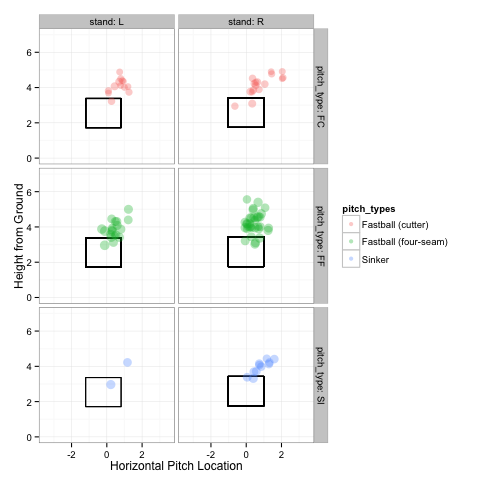 stand: L
stand: R
6
4
2
0
pitch_type: FC
6
4
2
0
pitch_type: FF
6
4
2
0
pitch_type: SI
Height from Ground
-2
0
2
-2
0
2
Horizontal Pitch Location
pitch_types
Fastball (cutter)
Fastball (four-seam)
Sinker